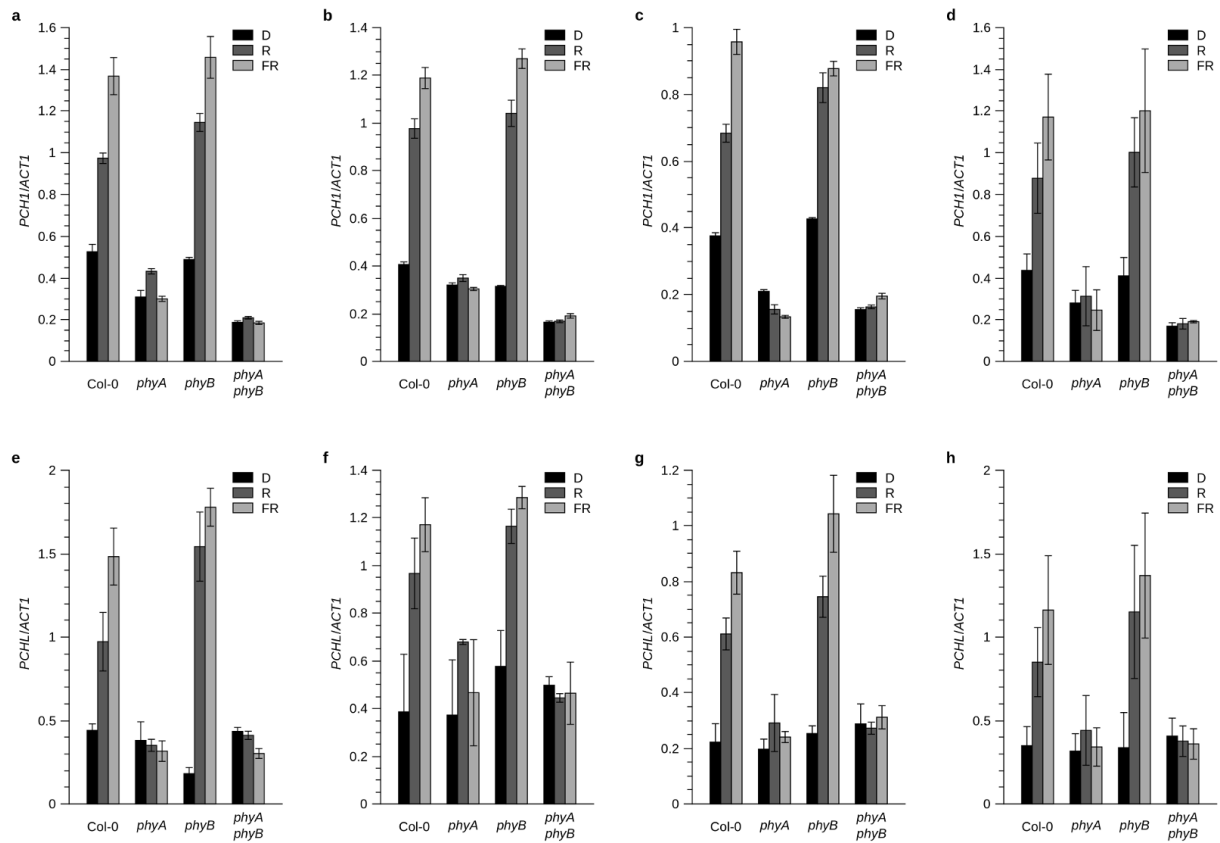 a
PCH1/ACT1
1.6
1.4
1.2
1
0.8
0.6
0.4
0.2
0
D
R
FR
Col-0 phyA phyB phyA
phyB
b
PCH1/ACT1
1.4
1.2
1
0.8
0.6
0.4
0.2
0
D
R
FR
Col-0 phyA phyB phyA
phyB
c
PCH1/ACT1
1
0.8
0.6
0.4
0.2
0
D
R
FR
Col-0 phyA phyB phyA
phyB
d
PCH1/ACT1
1.6
1.4
1.2
1
0.8
0.6
0.4
0.2
0
D
R
FR
Col-0 phyA phyB phyA
phyB
e
PCHL/ACT1
2
1.5
1
0.5
0
D
R
FR
Col-0 phyA phyB phyA
phyB
f
PCHL/ACT1
1.4
1.2
1
0.8
0.6
0.4
0.2
0
D
R
FR
Col-0 phyA phyB phyA
phyB
g
PCHL/ACT1
1.2
1
0.8
0.6
0.4
0.2
0
D
R
FR
Col-0 phyA phyB phyA
phyB
h
PCHL/ACT1
2
1.5
1
0.5
0
D
R
FR
Col-0 phyA phyB phyA
phyB